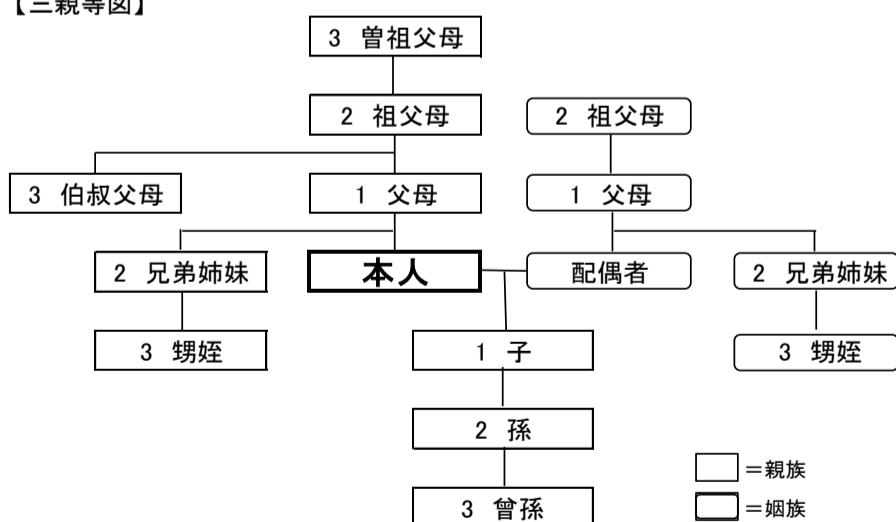 【三親等図】
3 曽祖父母
2 祖父母
2 祖父母
3 伯叔父母
1 父母
1 父母
2 兄弟姉妹
本人
配偶者
2 兄弟姉妹
3 甥姪
1 子
3 甥姪
2 孫
3 曾孫
＝親族
＝姻族